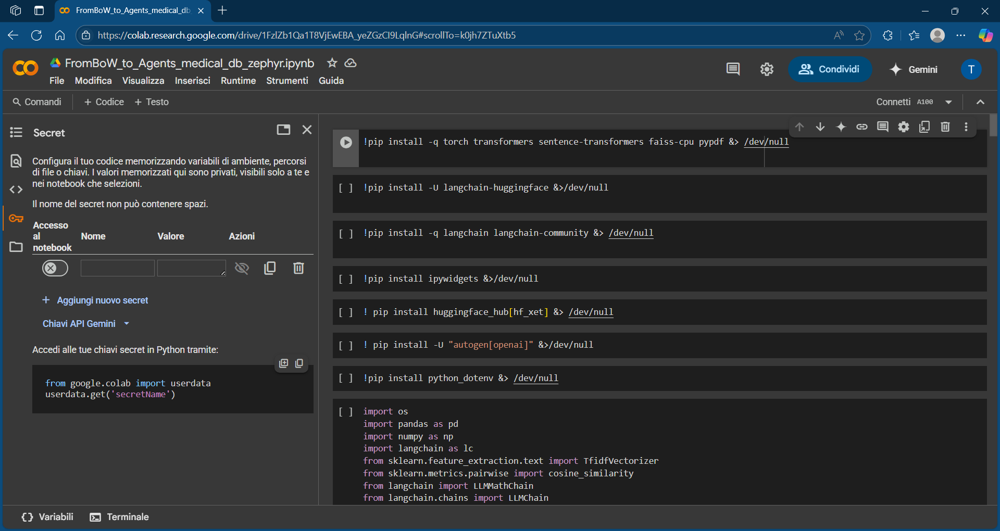 FromBoW_to_Agents_medical_db_
https://colab.research.google.com/drive/1FzlZb1Qa1T8VjEwEBA_yeZGzCI9LqlnG#scrollTo=k0jh7ZTuXtb5
FromBoW_to_Agents_medical_db_zephyr.ipynb
File Modifica Visualizza Inserisci Runtime Strumenti Guida
Condividi
Gemini
T
Comandi
+ Codice + Testo
Connetti A100
Secret
Configura il tuo codice memorizzando variabili di ambiente, percorsi
di file o chiavi. I valori memorizzati qui sono privati, visibili solo a te e
nei notebook che selezioni.
Il nome del secret non può contenere spazi.
Accesso
al
notebook
Nome
Valore
Azioni
+ Aggiungi nuovo secret
Chiavi API Gemini
Accedi alle tue chiavi secret in Python tramite:
from google.colab import userdata
userdata.get('secretName')
!pip install -q torch transformers sentence-transformers faiss-cpu pypdf &> /dev/null
[ ] !pip install -U langchain-huggingface &>/dev/null
[ ] !pip install -q langchain langchain-community &> /dev/null
[ ] !pip install ipywidgets &>/dev/null
[ ] ! pip install huggingface_hub[hf_xet] &> /dev/null
[ ] ! pip install -U "autogen[openai]" &>/dev/null
[ ] !pip install python_dotenv &> /dev/null
[ ] import os
import pandas as pd
import numpy as np
import langchain as lc
from sklearn.feature_extraction.text import TfidfVectorizer
from sklearn.metrics.pairwise import cosine_similarity
from langchain import LLMMathChain
from langchain.chains import LLMChain
{ } Variabili
Terminale